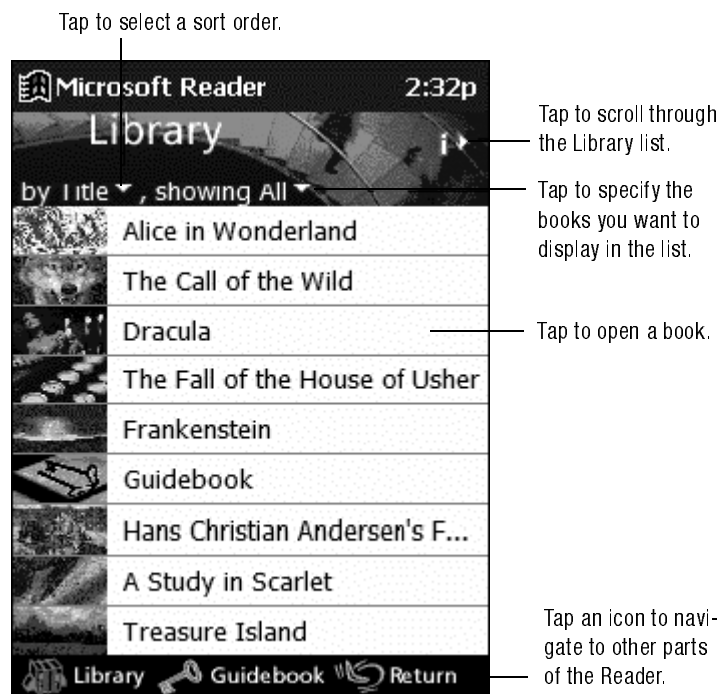 Tap to select a sort order.
Microsoft Reader 2:32p
Library
i
by Title , showing All
Alice in Wonderland
The Call of the Wild
Dracula
The Fall of the House of Usher
Frankenstein
Guidebook
Hans Christian Andersen's F...
A Study in Scarlet
Treasure Island
Library Guidebook Return
Tap to scroll through
the Library list.
Tap to specify the
books you want to
display in the list.
Tap to open a book.
Tap an icon to navi-
gate to other parts
of the Reader.